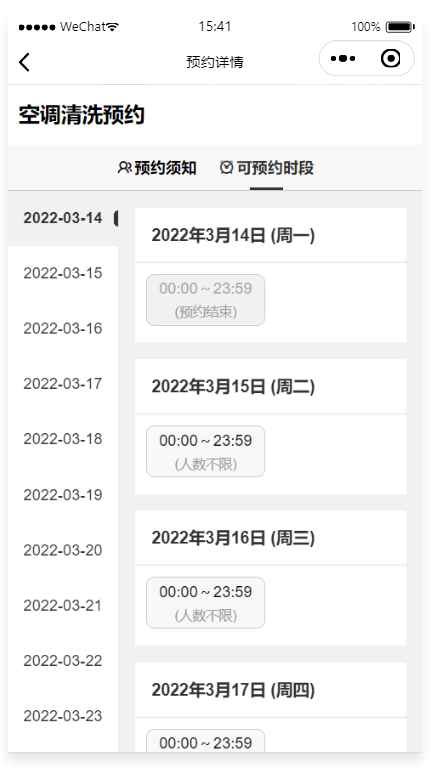 WeChat 15:41 100%
预约详情
空调清洗预约
预约须知 可预约时段
2022-03-14
2022-03-15
2022-03-16
2022-03-17
2022-03-18
2022-03-19
2022-03-20
2022-03-21
2022-03-22
2022-03-23
2022年3月14日 (周一)
00:00 ~ 23:59
(预约结束)
2022年3月15日 (周二)
00:00 ~ 23:59
(人数不限)
2022年3月16日 (周三)
00:00 ~ 23:59
(人数不限)
2022年3月17日 (周四)
00:00 ~ 23:59